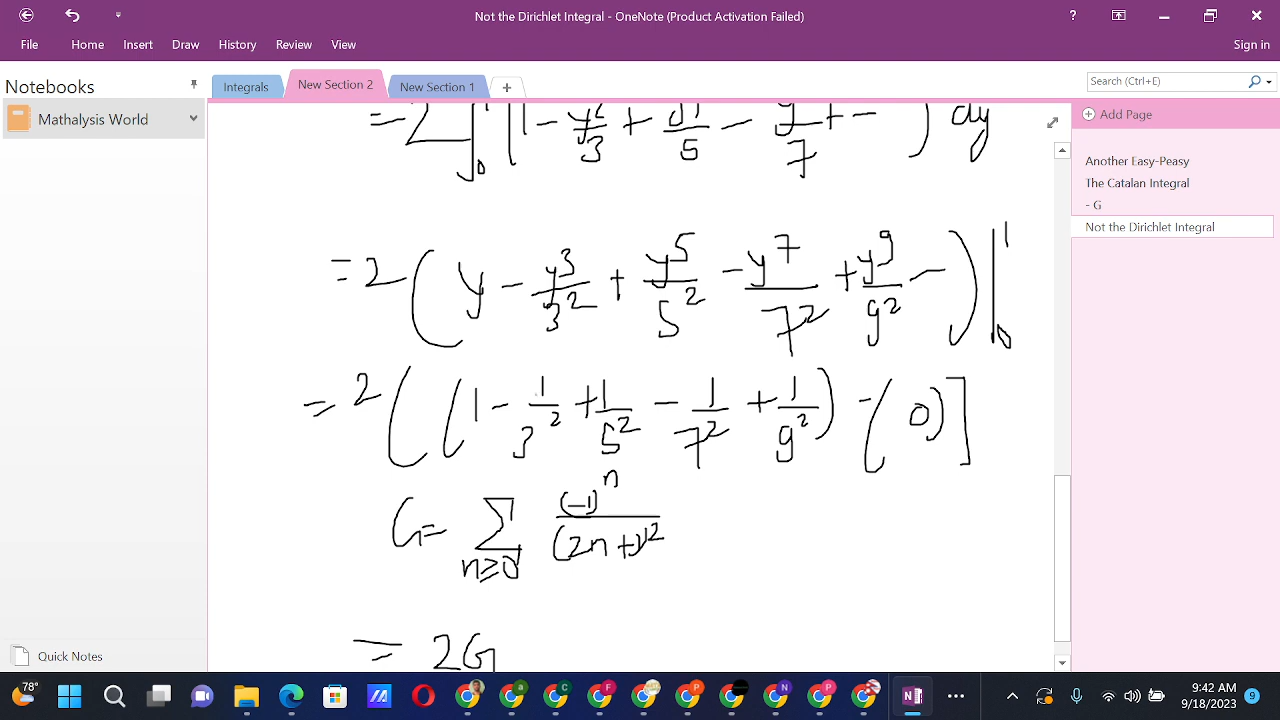 Not the Dirichlet Integral - OneNote (Product Activation Failed)
File Home Insert Draw History Review View
Sign in
Notebooks
Integrals New Section 2 New Section 1 +
Search (Ctrl+E)
Mathalysis World
Add Page
Another Easy-Peasy
The Catalan Integral
- G
Not the Dirichlet Integral
= 2 ∫₀ (1 - y²/3 + /5 - /7 + - ) dy
= 2 (y - y³/3² + y⁵/5² - y⁷/7² + y⁹/9² - ) |₀¹
= 2 ( (1 - 1/3² + 1/5² - 1/7² + 1/9²) - (0) ]
G = ∑ n≥0 (-1)ⁿ/(2n+1)²
= 2G
Quick Notes
78°
9:42 AM
9/18/2023
9